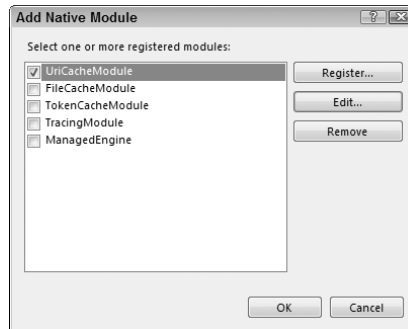 Add Native Module
Select one or more registered modules:
UriCacheModule
FileCacheModule
TokenCacheModule
TracingModule
ManagedEngine
Register...
Edit...
Remove
OK
Cancel